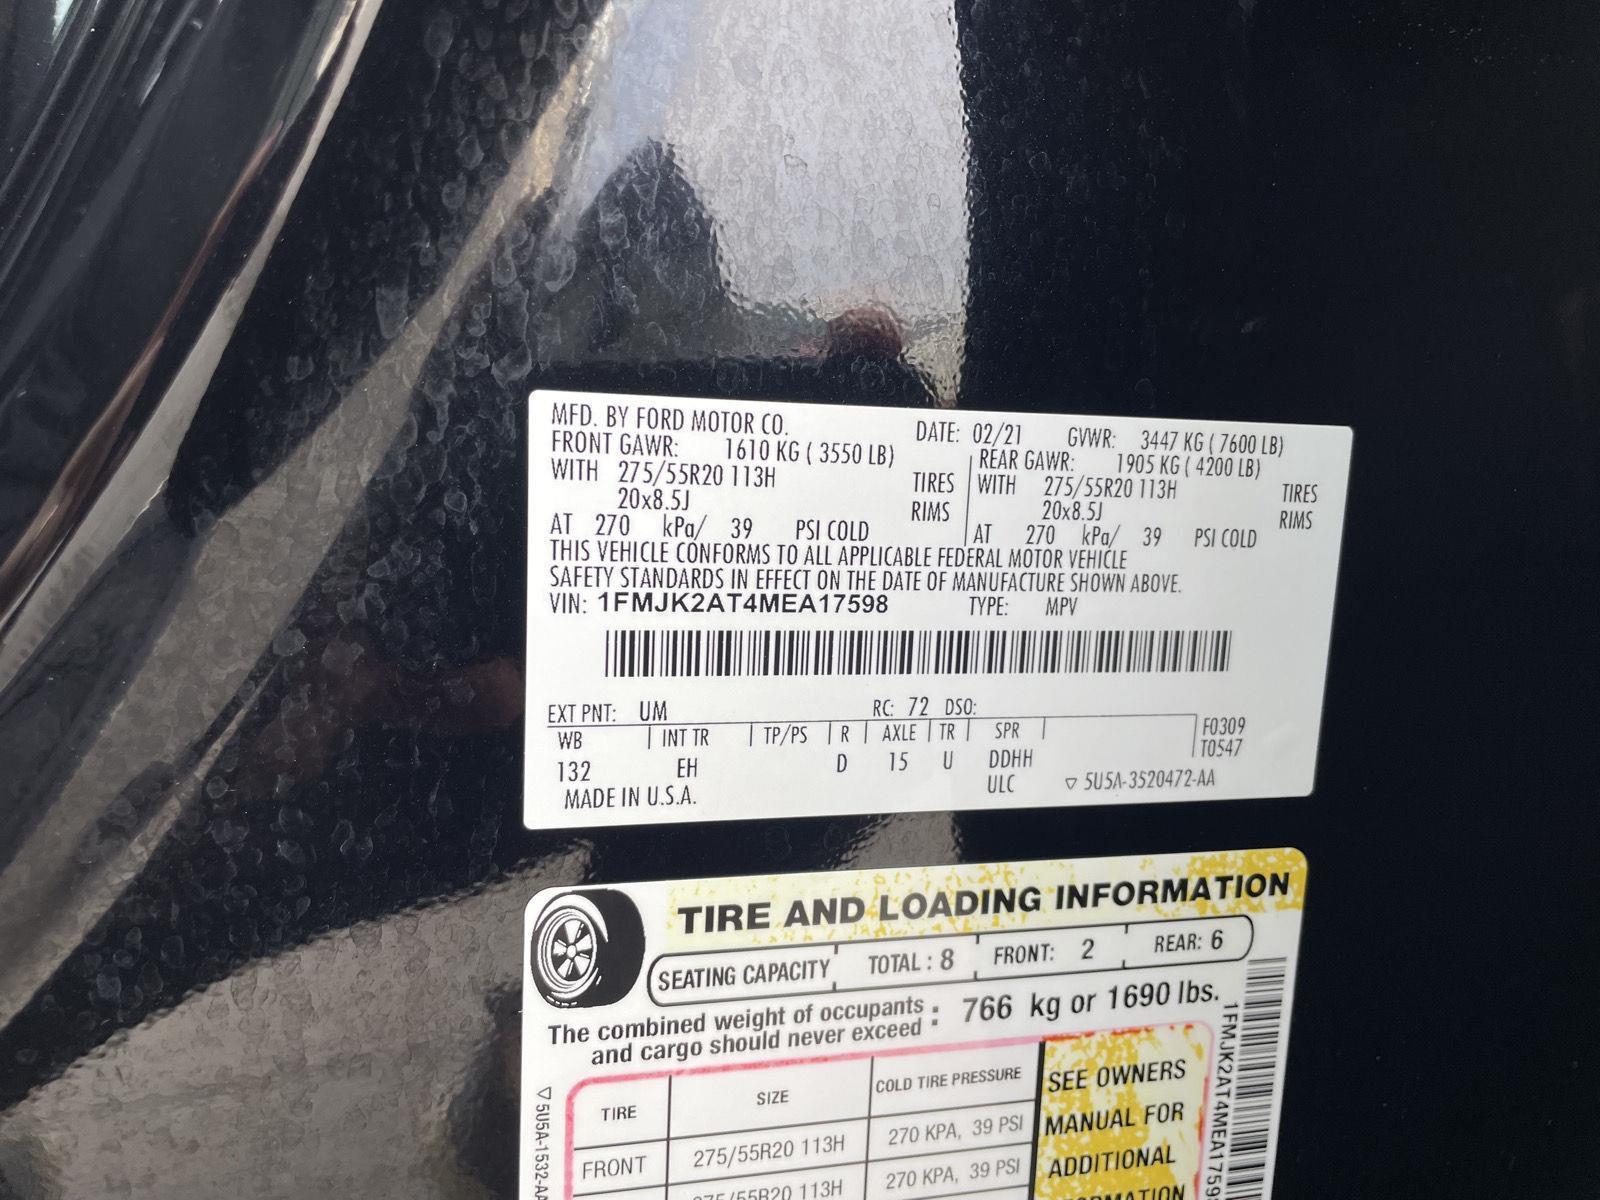 MFD. BY FORD MOTOR CO. DATE: 02/21 GVWR: 3447 KG ( 7600 LB)
FRONT GAWR: 1610 KG ( 3550 LB) REAR GAWR: 1905 KG ( 4200 LB)
WITH 275/55R20 113H TIRES WITH 275/55R20 113H TIRES
20x8.5J RIMS 20x8.5J RIMS
AT 270 kPa/ 39 PSI COLD AT 270 kPa/ 39 PSI COLD
THIS VEHICLE CONFORMS TO ALL APPLICABLE FEDERAL MOTOR VEHICLE
SAFETY STANDARDS IN EFFECT ON THE DATE OF MANUFACTURE SHOWN ABOVE.
VIN: 1FMJK2AT4MEA17598 TYPE: MPV
EXT PNT: UM RC: 72 DSO:
WB INT TR TP/PS R AXLE TR SPR F0309
T0547
132 EH D 15 U DDHH
ULC ▽ 5U5A-3520472-AA
MADE IN U.S.A.
TIRE AND LOADING INFORMATION
SEATING CAPACITY TOTAL : 8 FRONT: 2 REAR: 6
The combined weight of occupants
and cargo should never exceed : 766 kg or 1690 lbs.
TIRE SIZE COLD TIRE PRESSURE
FRONT 275/55R20 113H 270 KPA, 39 PSI
275/55R20 113H 270 KPA, 39 PSI
SEE OWNERS
MANUAL FOR
ADDITIONAL
1FMJK2AT4MEA1759
▽ 5U5A-1532-AA